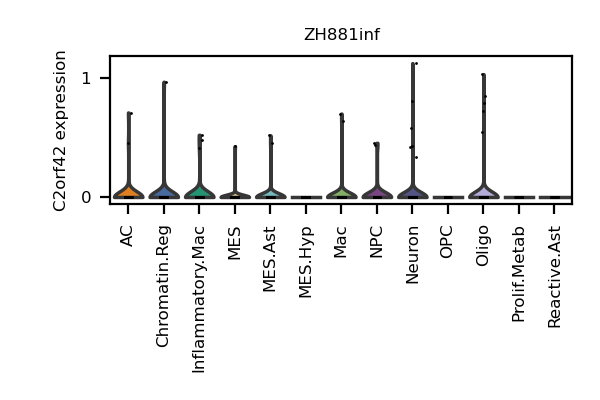 ZH881inf
C2orf42 expression
1
0
AC
Chromatin.Reg
Inflammatory.Mac
MES
MES.Ast
MES.Hyp
Mac
NPC
Neuron
OPC
Oligo
Prolif.Metab
Reactive.Ast